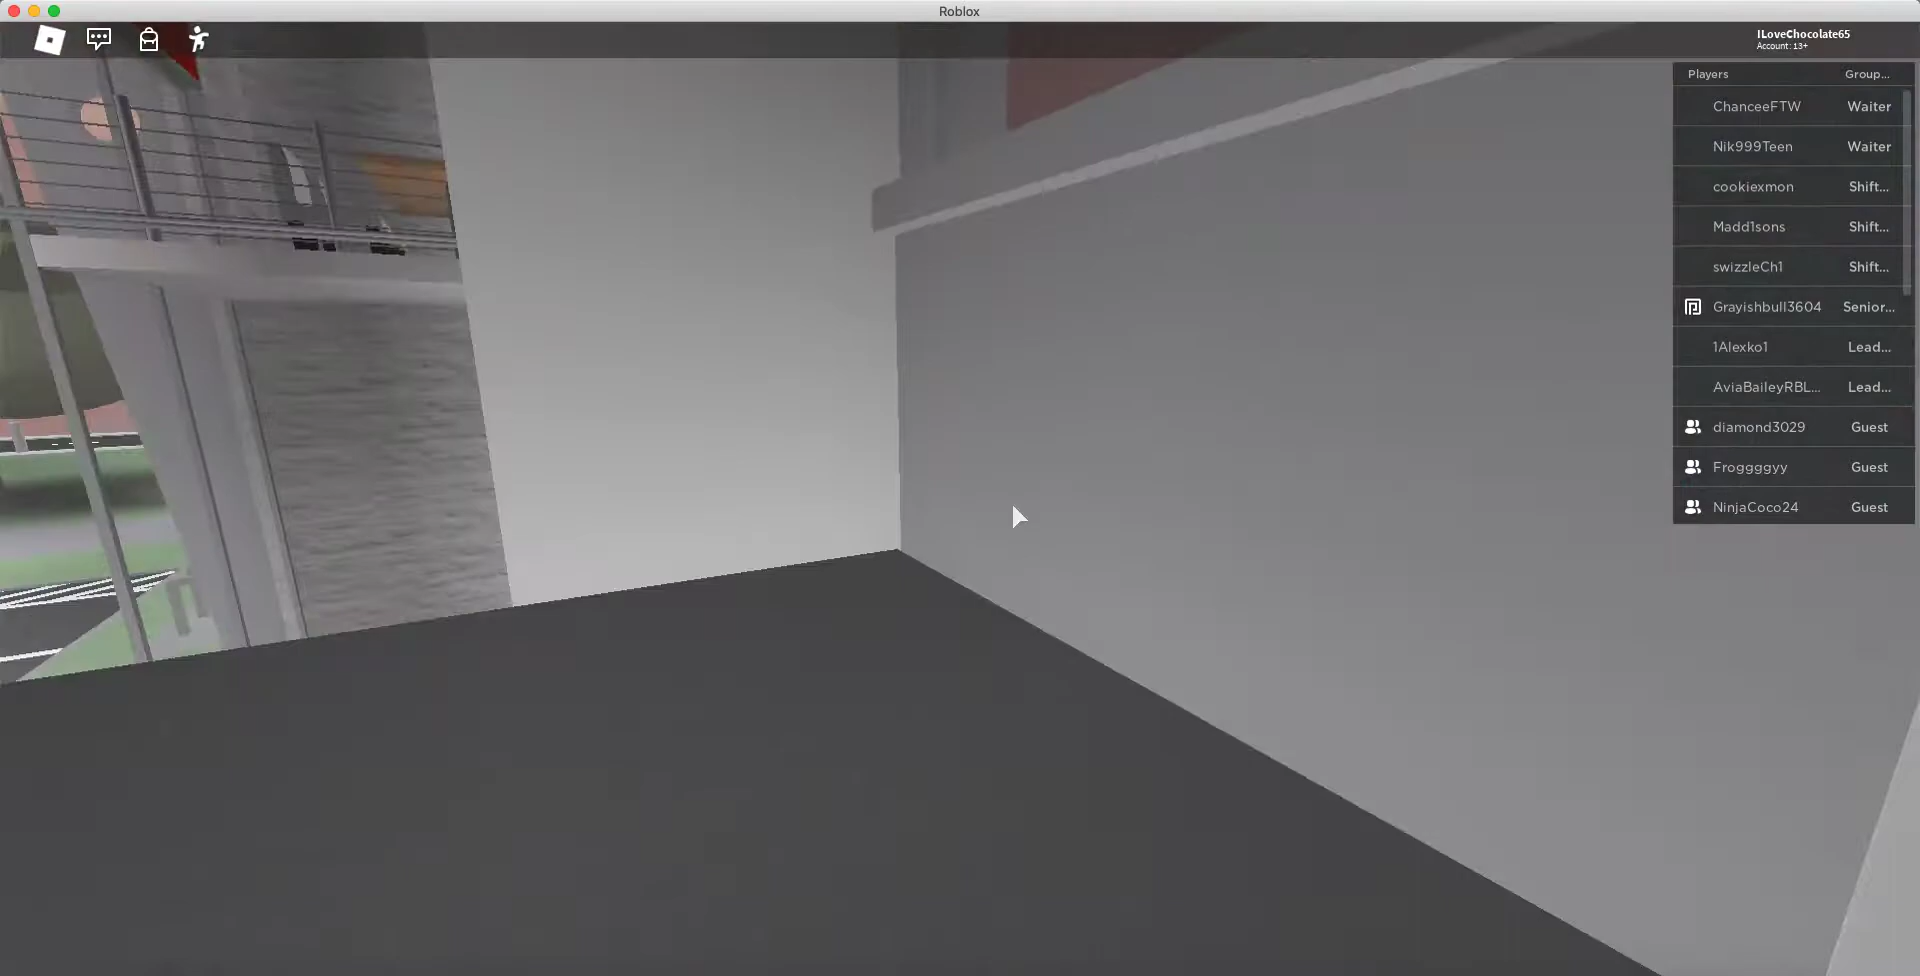 Roblox
ILoveChocolate65
Account: 13+
Players Group...
ChanceeFTW Waiter
Nik999Teen Waiter
cookiexmon Shift...
Madd1sons Shift...
swizzleCh1 Shift...
Grayishbull3604 Senior...
1Alexko1 Lead...
AviaBaileyRBL... Lead...
diamond3029 Guest
Froggggyy Guest
NinjaCoco24 Guest